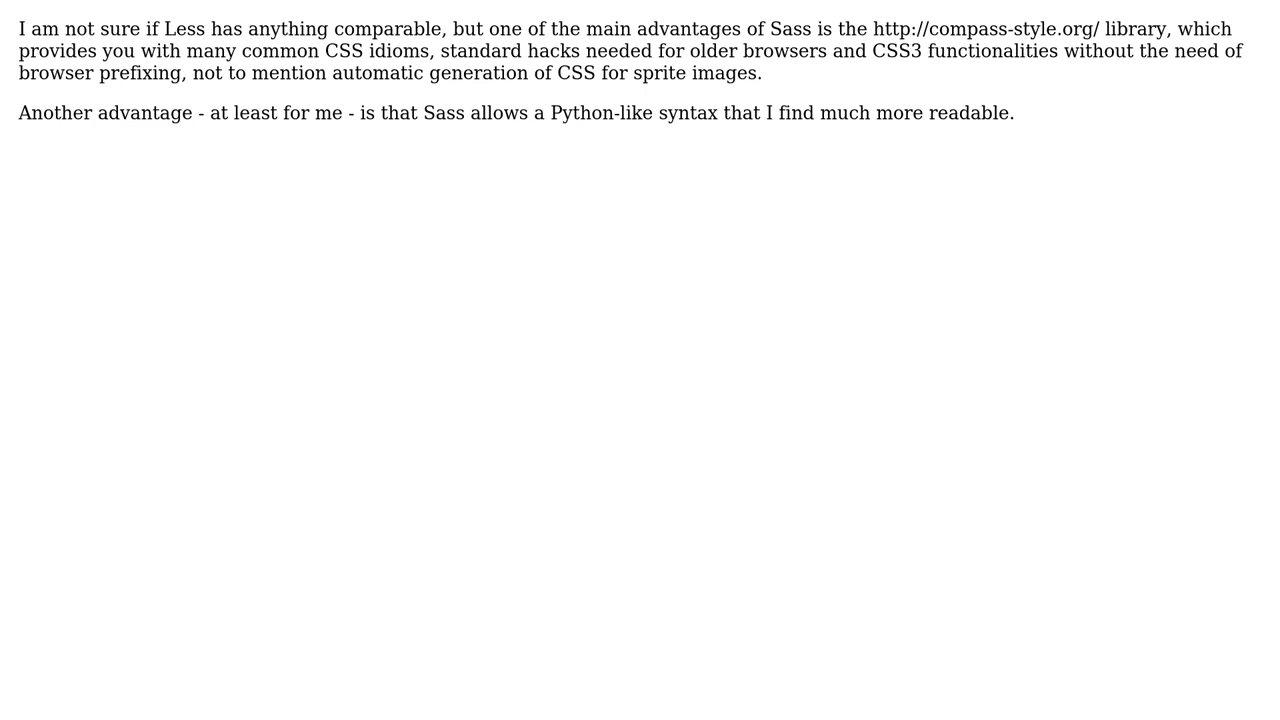 I am not sure if Less has anything comparable, but one of the main advantages of Sass is the http://compass-style.org/ library, which
provides you with many common CSS idioms, standard hacks needed for older browsers and CSS3 functionalities without the need of
browser prefixing, not to mention automatic generation of CSS for sprite images.
Another advantage - at least for me - is that Sass allows a Python-like syntax that I find much more readable.